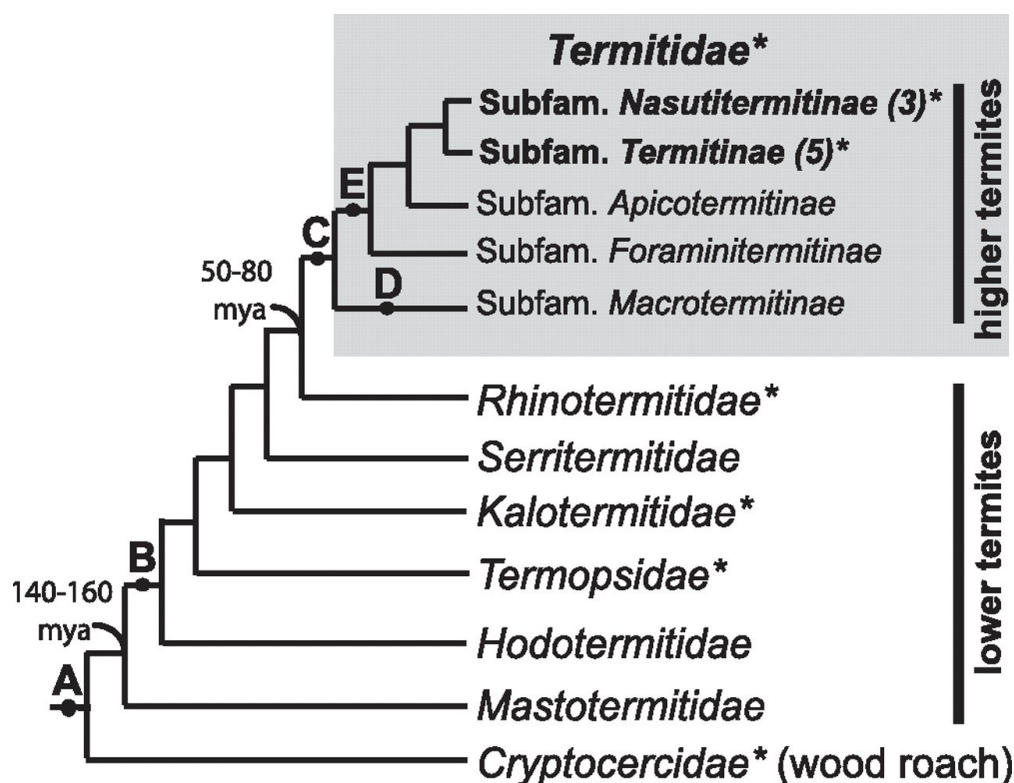 Termitidae*
Subfam. Nasutitermitinae (3)*
Subfam. Termitinae (5)*
E
Subfam. Apicotermitinae
C
Subfam. Foraminitermitinae
50-80
mya
D
Subfam. Macrotermitinae
higher termites
Rhinotermitidae*
Serritermitidae
Kalotermitidae*
B
Termopsidae*
140-160
mya
Hodotermitidae
A
Mastotermitidae
lower termites
Cryptocercidae* (wood roach)